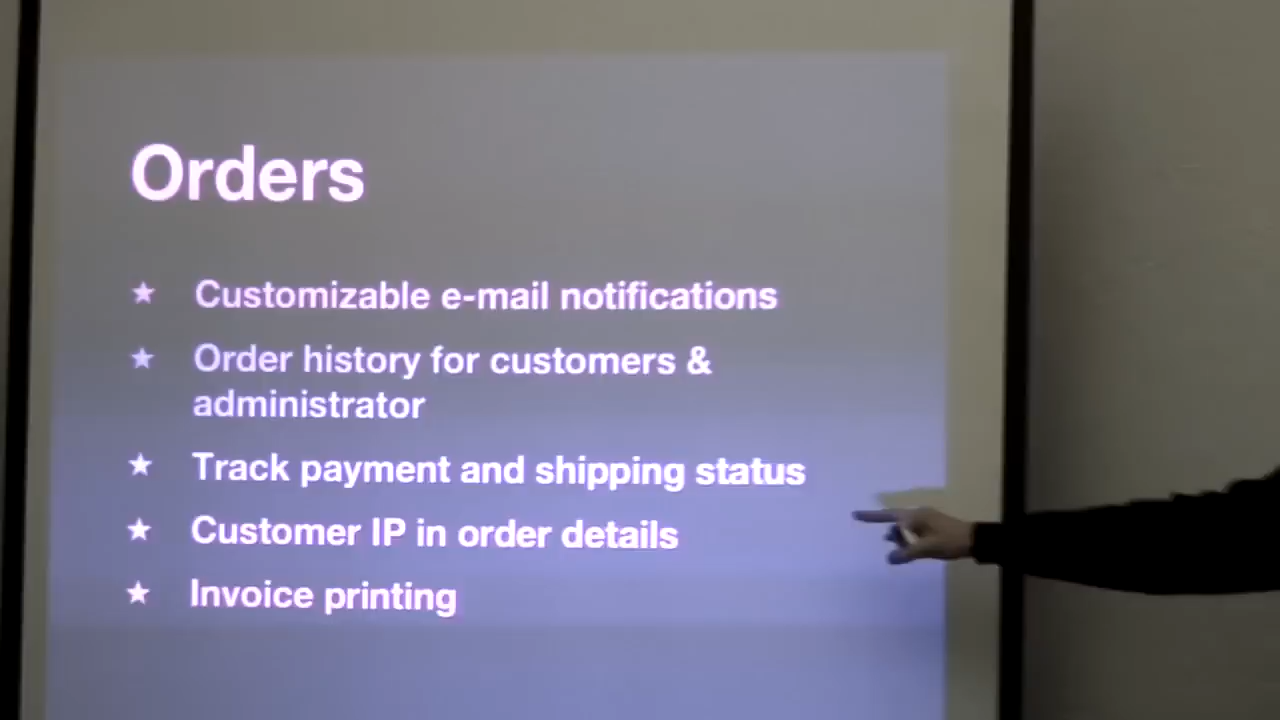 Orders
★ Customizable e-mail notifications
★ Order history for customers &
administrator
★ Track payment and shipping status
★ Customer IP in order details
★ Invoice printing